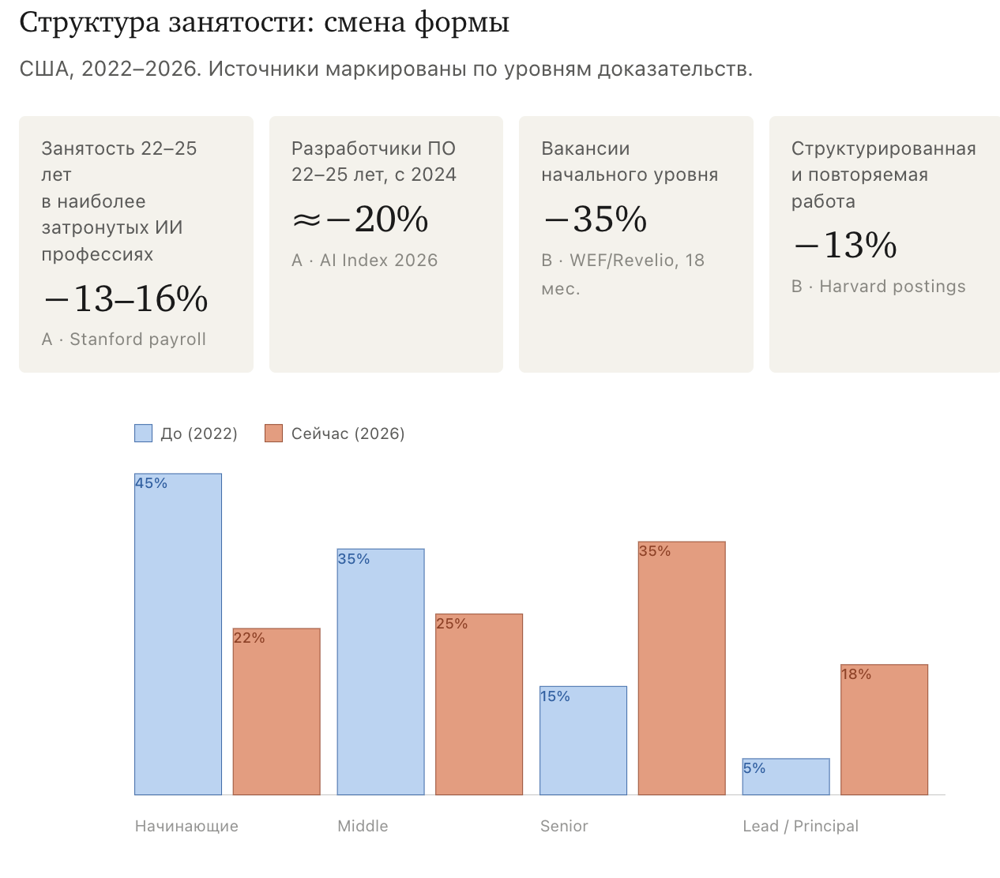 Структура занятости: смена формы
США, 2022–2026. Источники маркированы по уровням доказательств.
Занятость 22–25
лет
в наиболее
затронутых ИИ
профессиях
−13–16%
A · Stanford payroll
Разработчики ПО
22–25 лет, с 2024
≈−20%
A · AI Index 2026
Вакансии
начального уровня
−35%
B · WEF/Revelio, 18
мес.
Структурированная
и повторяемая
работа
−13%
B · Harvard postings
До (2022)
Сейчас (2026)
45%
22%
35%
25%
15%
35%
5%
18%
Начинающие
Middle
Senior
Lead / Principal